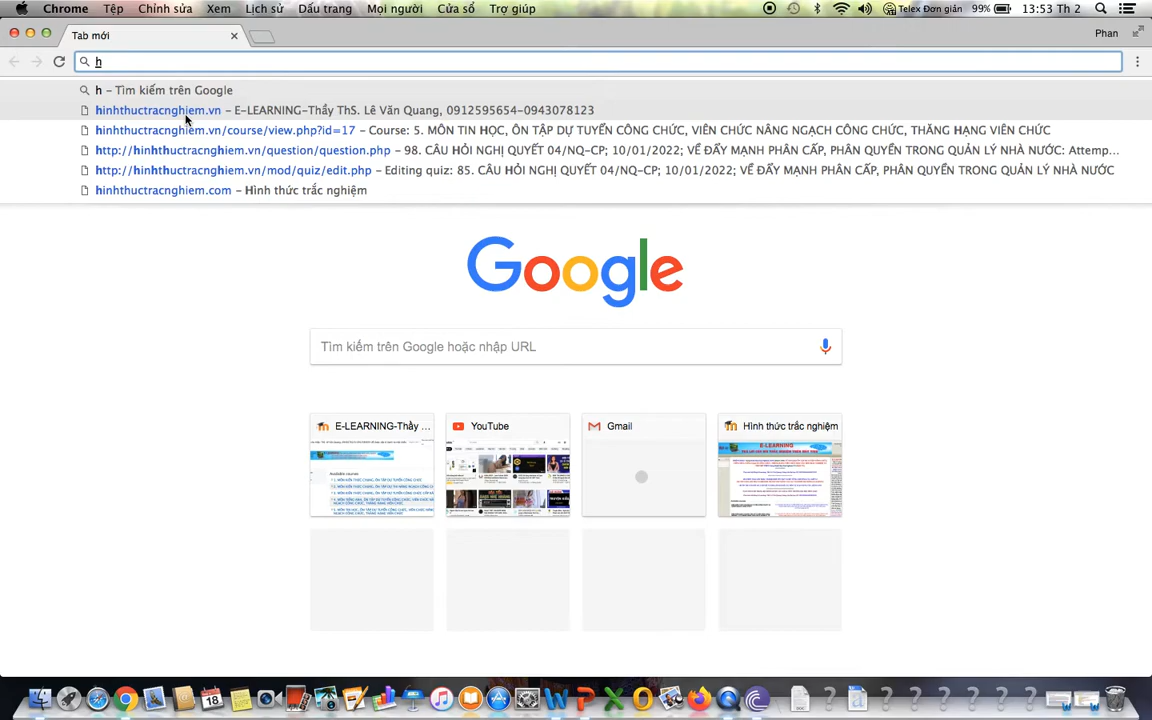 Chrome Tệp Chỉnh sửa Xem Lịch sử Dấu trang Mọi người Cửa sổ Trợ giúp Telex Đơn giản 99% 13:53 Th 2
Tab mới Phan
h
h – Tìm kiếm trên Google
hinhthuctracnghiem.vn – E-LEARNING-Thầy ThS. Lê Văn Quang, 0912595654-0943078123
hinhthuctracnghiem.vn/course/view.php?id=17 – Course: 5. MÔN TIN HỌC, ÔN TẬP DỰ TUYỂN CÔNG CHỨC, VIÊN CHỨC NÂNG NGẠCH CÔNG CHỨC, THĂNG HẠNG VIÊN CHỨC
http://hinhthuctracnghiem.vn/question/question.php – 98. CÂU HỎI NGHỊ QUYẾT 04/NQ-CP; 10/01/2022; VỀ ĐẨY MẠNH PHÂN CẤP, PHÂN QUYỀN TRONG QUẢN LÝ NHÀ NƯỚC: Attemp...
http://hinhthuctracnghiem.vn/mod/quiz/edit.php – Editing quiz: 85. CÂU HỎI NGHỊ QUYẾT 04/NQ-CP; 10/01/2022; VỀ ĐẨY MẠNH PHÂN CẤP, PHÂN QUYỀN TRONG QUẢN LÝ NHÀ NƯỚC
hinhthuctracnghiem.com – Hình thức trắc nghiệm
Google
Tìm kiếm trên Google hoặc nhập URL
E-LEARNING-Thầy ... YouTube Gmail Hình thức trắc nghiệm
E-LEARNING
Available courses
18